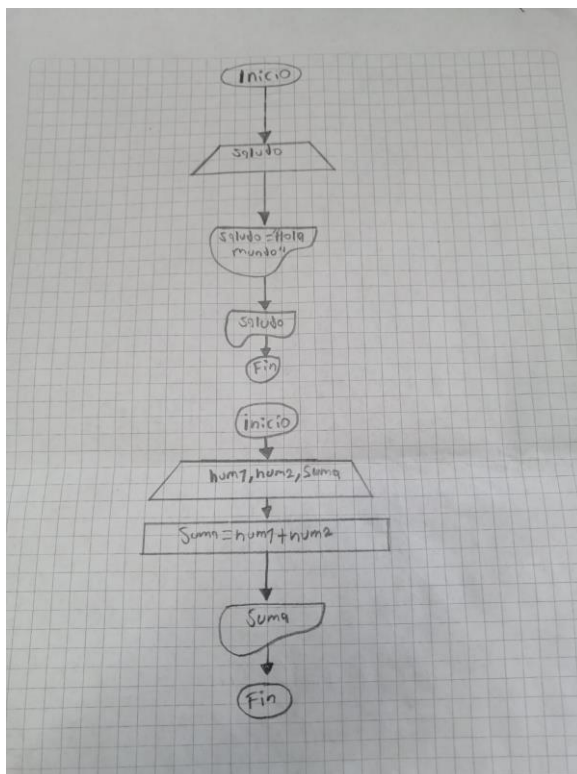 Inicio
saludo
saludo="Hola
mundo"
saludo
Fin
inicio
num1, num2, Suma
Suma=num1+num2
Suma
Fin